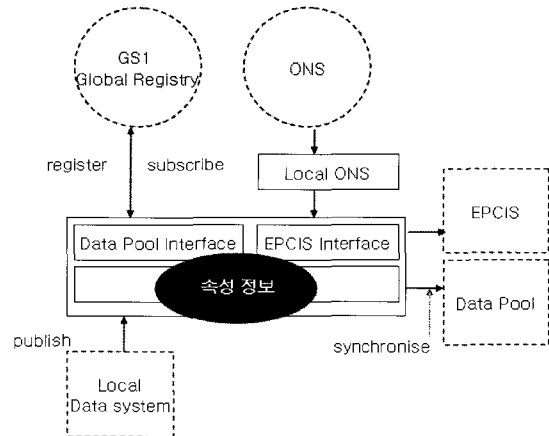 GS1
Global Registry
ONS
register
subscribe
Local ONS
EPCIS
Data Pool Interface
EPCIS Interface
속성 정보
Data Pool
publish
synchronise
Local
Data system